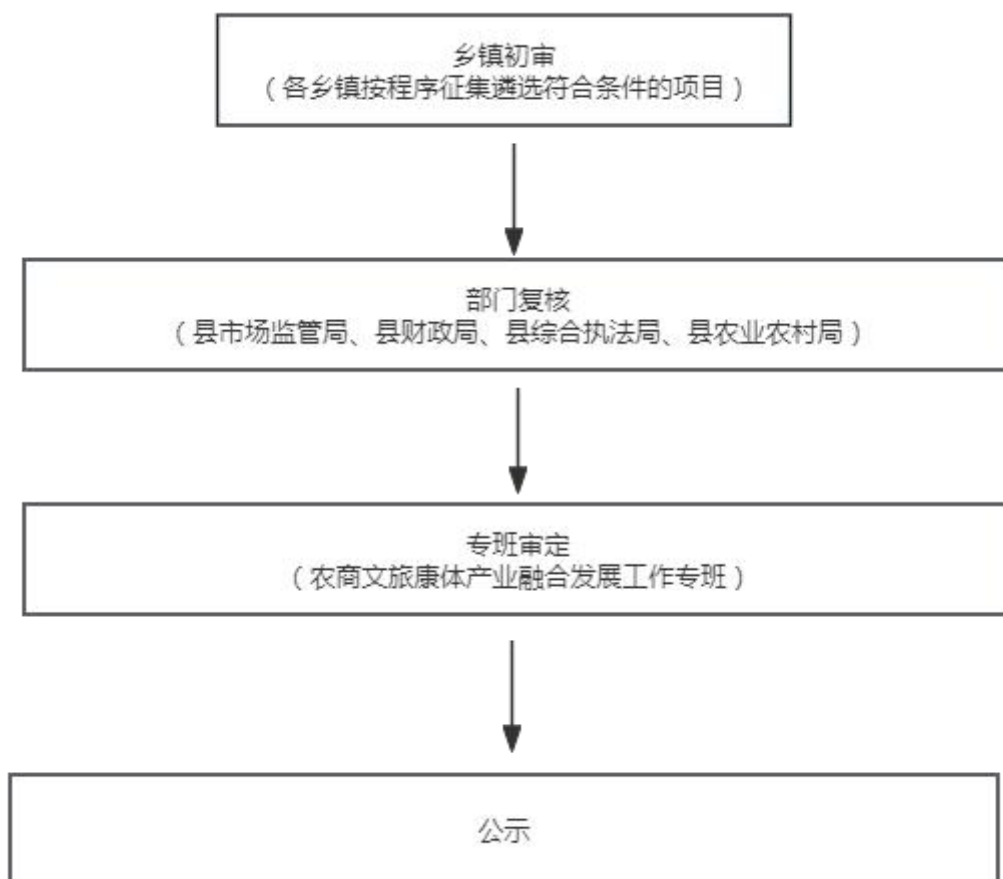 乡镇初审
（各乡镇按程序征集遴选符合条件的项目）
部门复核
（县市场监管局、县财政局、县综合执法局、县农业农村局）
专班审定
（农商文旅康体产业融合发展工作专班）
公示